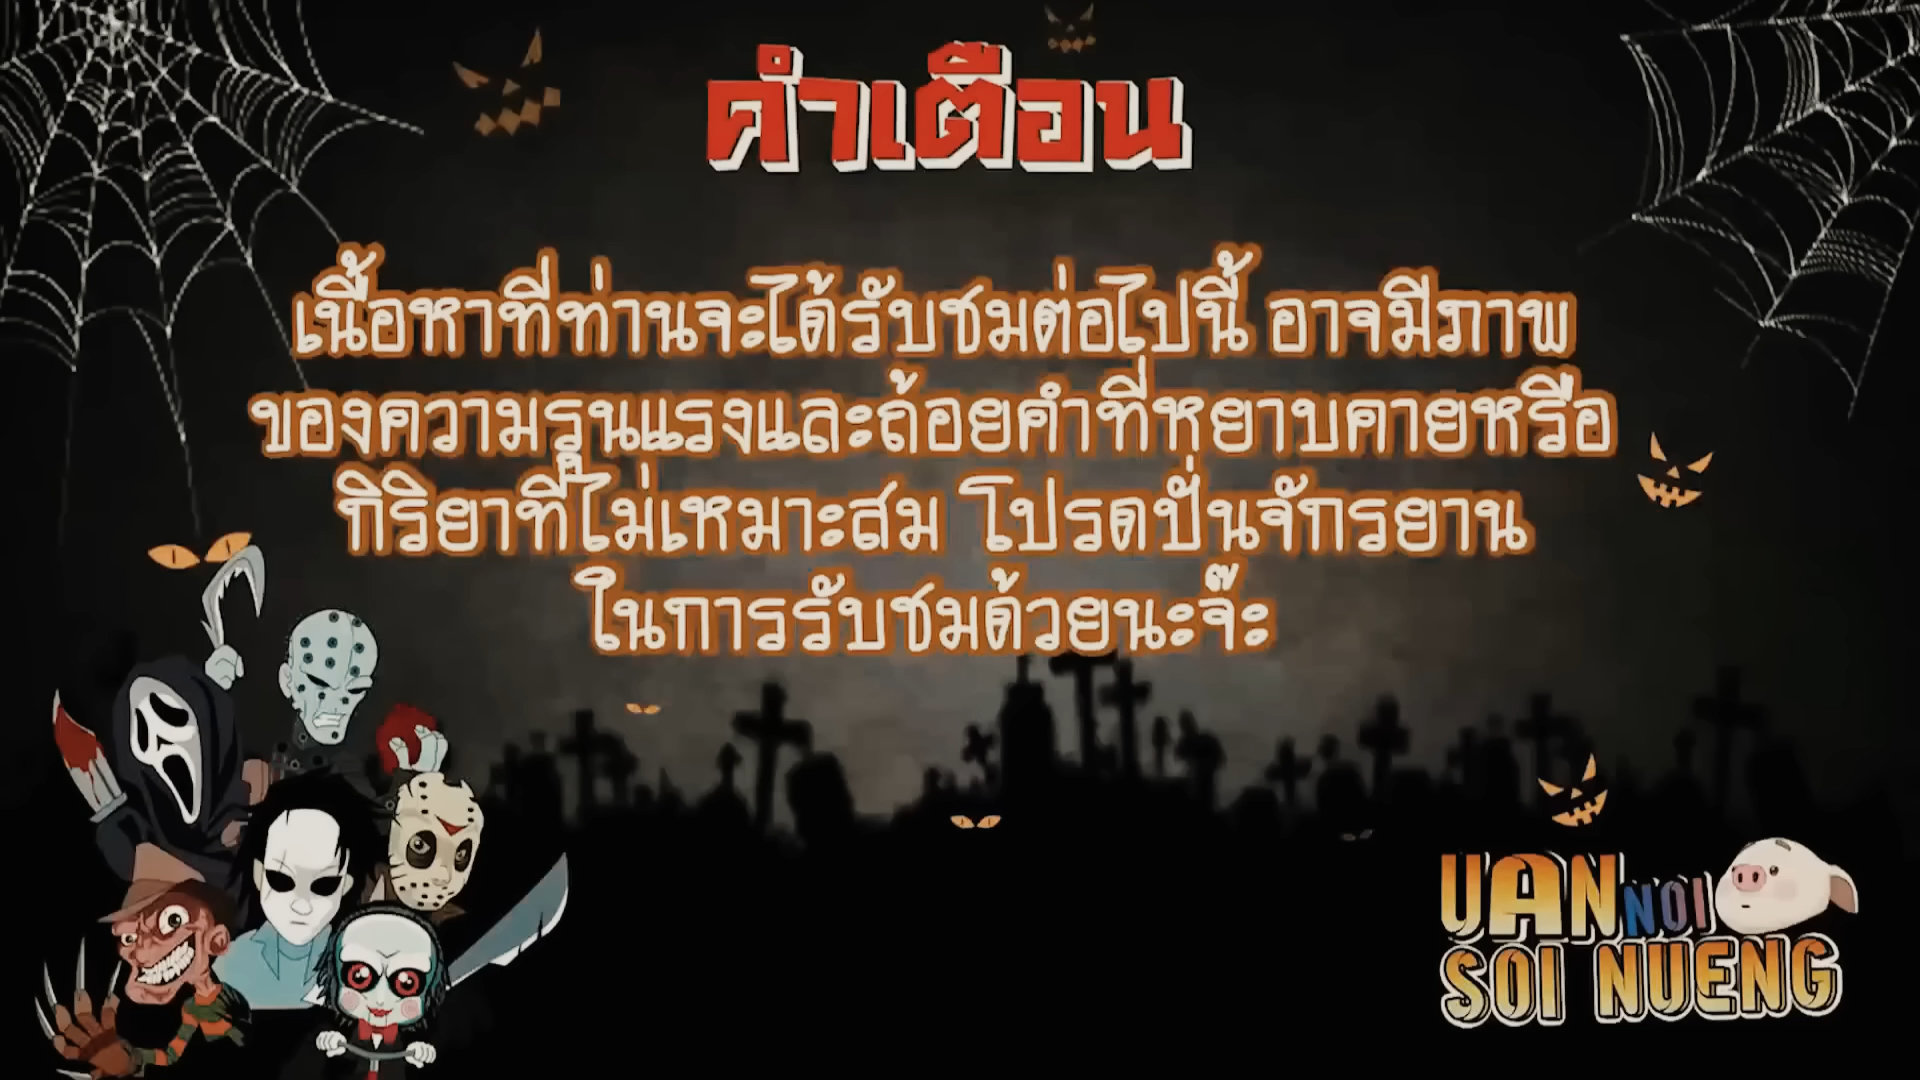 คำเตือน
เนื้อหาที่ท่านจะได้รับชมต่อไปนี้ อาจมีภาพ
ของความรุนแรงและถ้อยคำที่หยาบคายหรือ
กิริยาที่ไม่เหมาะสม โปรดปั่นจักรยาน
ในการรับชมด้วยนะจ๊ะ
UAN NOI
SOI NUENG